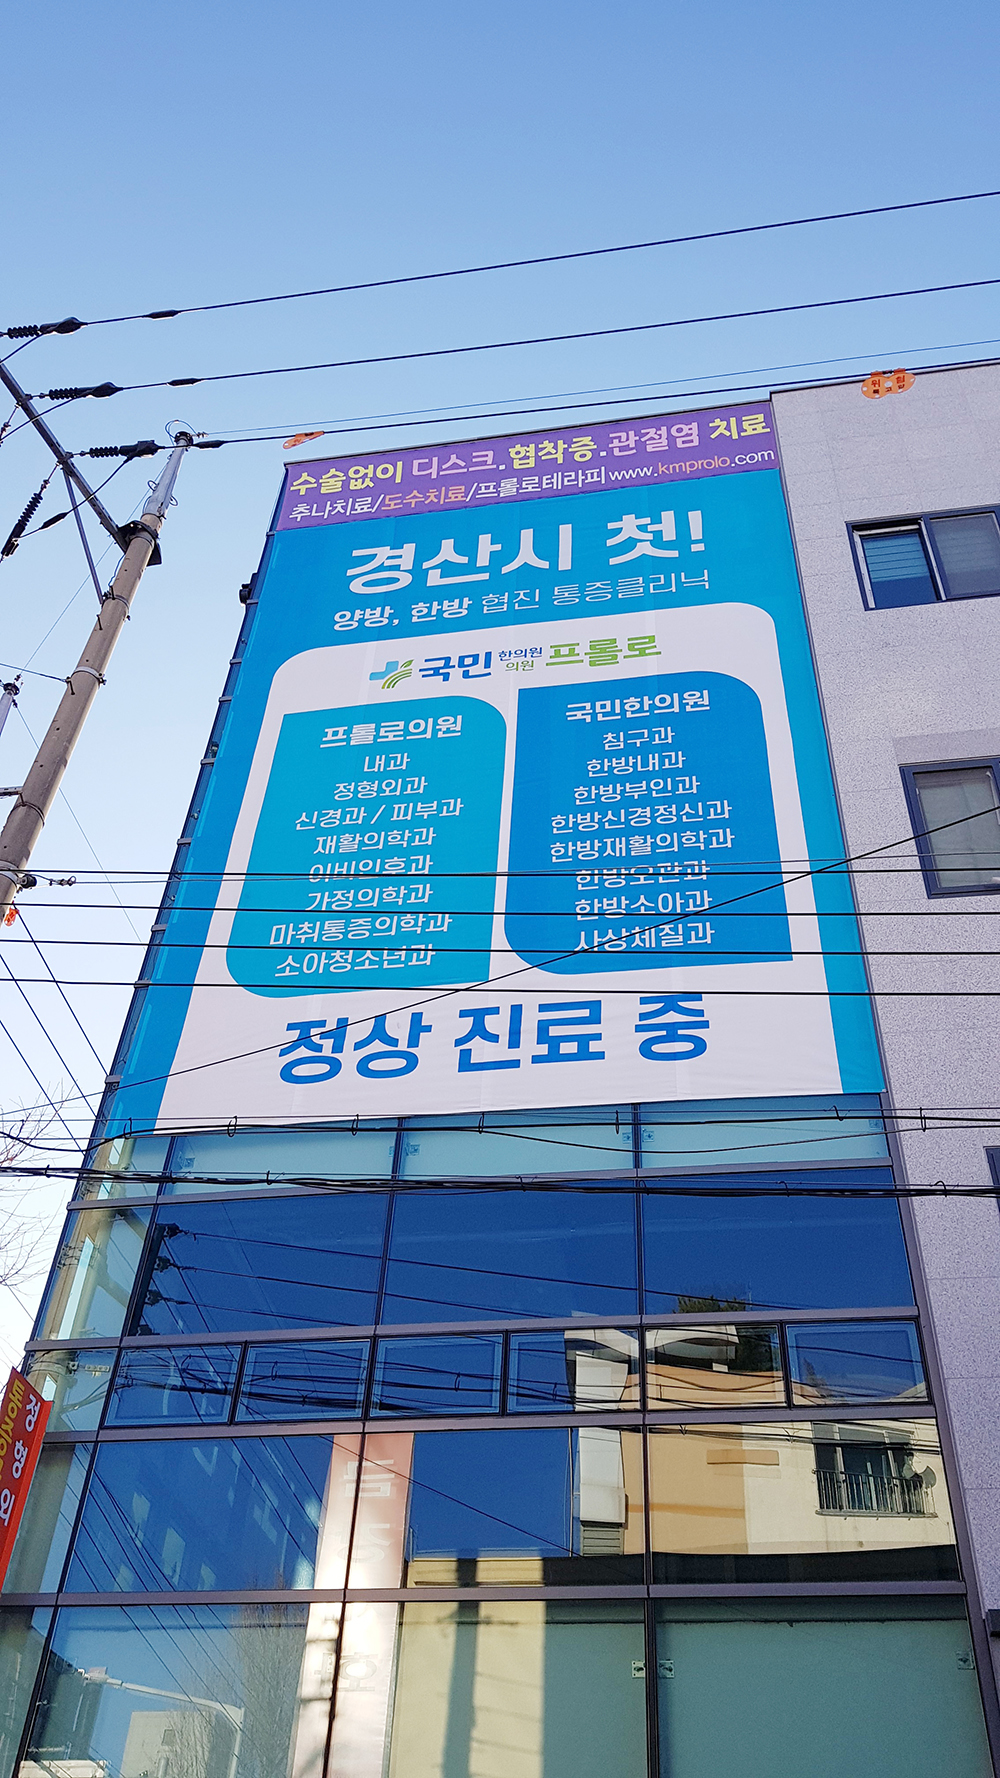 위험
특고압
수술없이 디스크.협착증.관절염 치료
추나치료/도수치료/프롤로테라피 www.kmprolo.com
경산시 첫!
양방, 한방 협진 통증클리닉
국민 한의원 의원 프롤로
프롤로의원
내과
정형외과
신경과 / 피부과
재활의학과
이비인후과
가정의학과
마취통증의학과
소아청소년과
국민한의원
침구과
한방내과
한방부인과
한방신경정신과
한방재활의학과
한방오관과
한방소아과
사상체질과
정상 진료 중
정형외